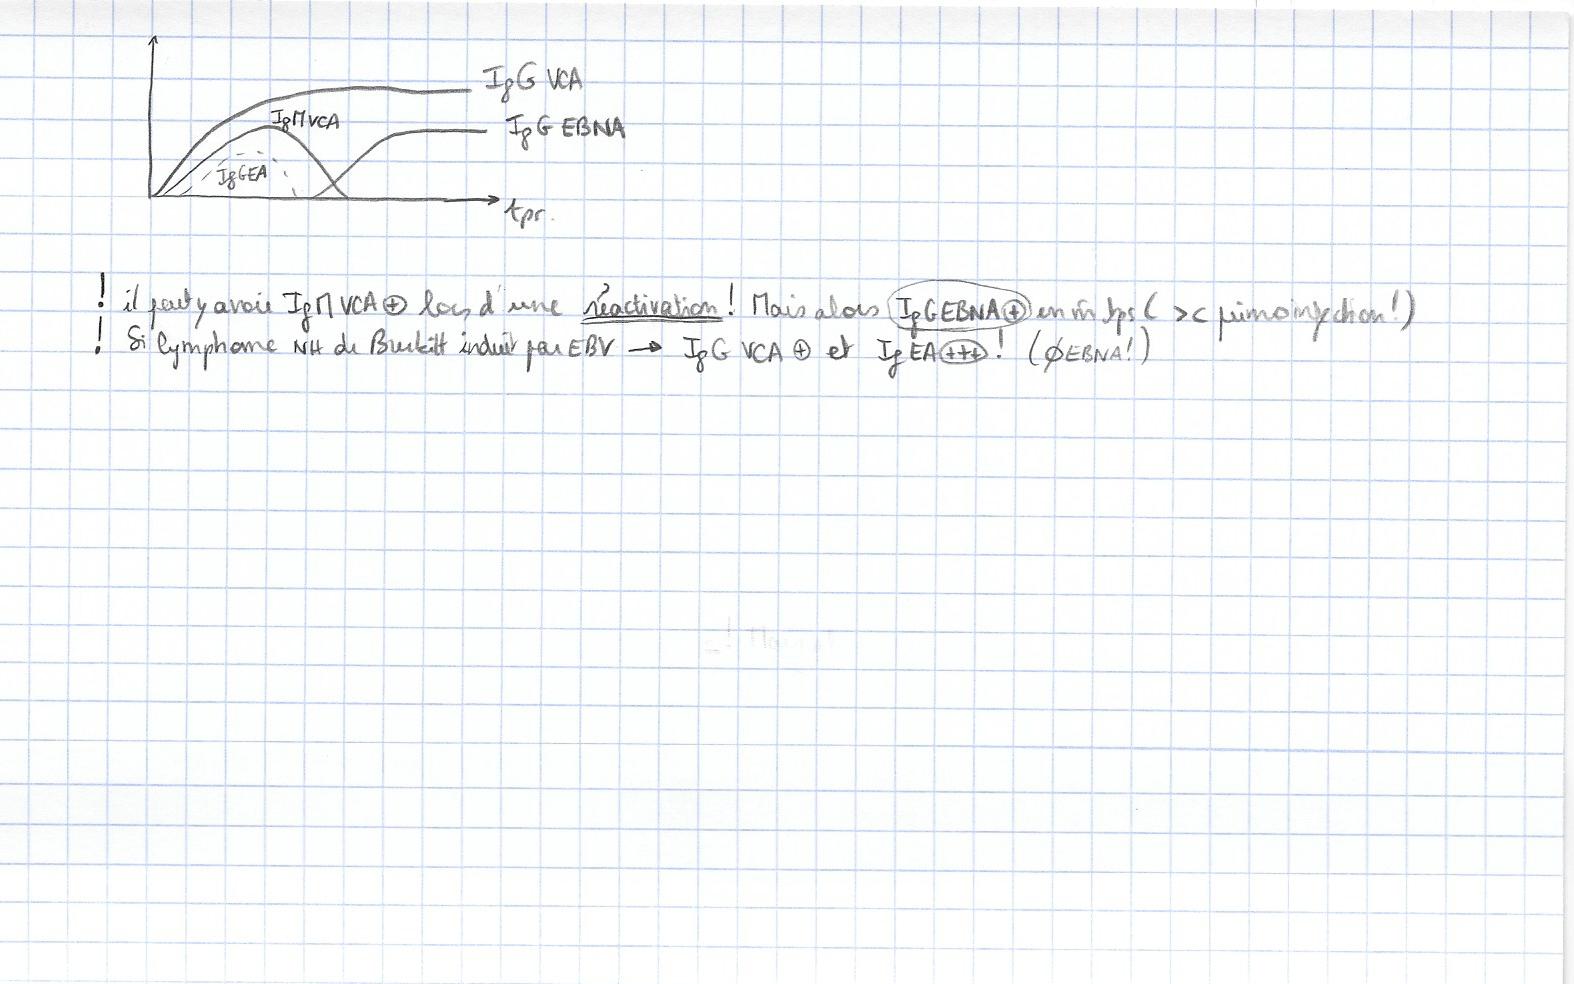 IgG VCA
IgM VCA
IgG EBNA
IgG EA
tps.
! il peut y avoir IgM VCA ⊕ lors d'une réactivation ! Mais alors IgG EBNA ⊕ en m̂ tps ( >< primoinfection !)
! Si lymphome NH de Burkitt induit par EBV → IgG VCA ⊕ et Ig EA +++ ! (∅ EBNA !)